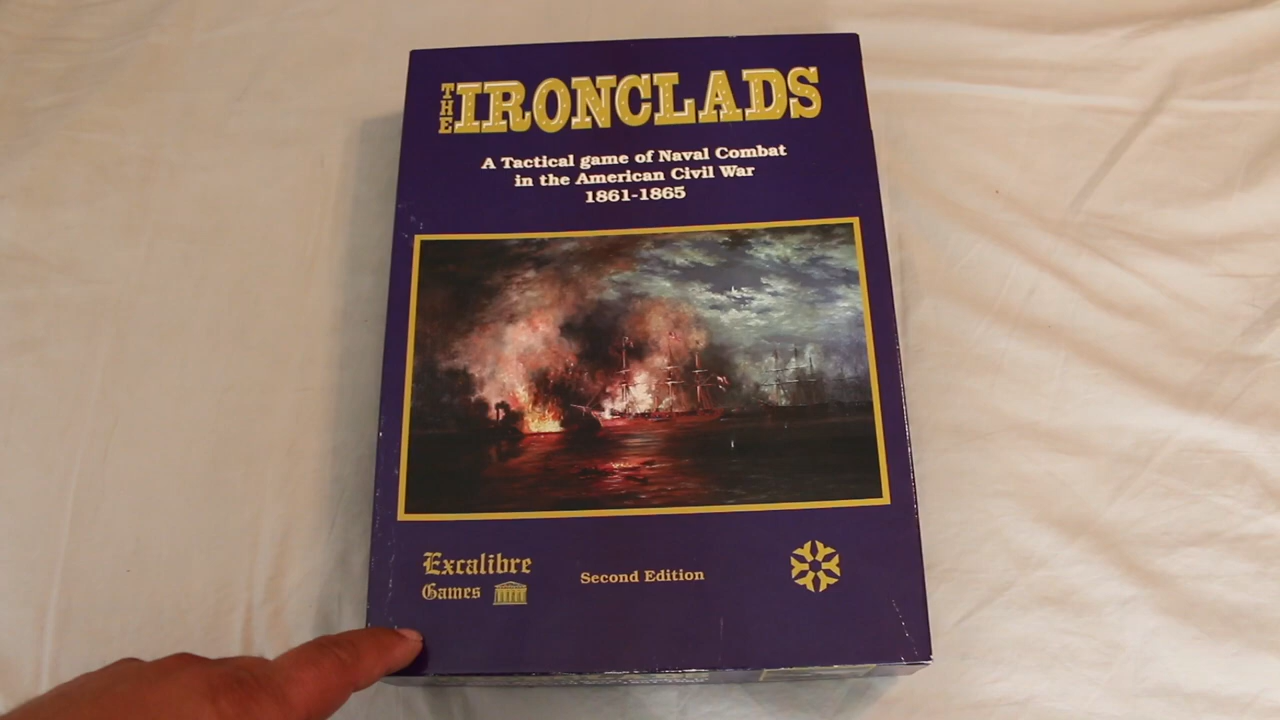 THE IRONCLADS
A Tactical game of Naval Combat
in the American Civil War
1861-1865
Excalibre
Games
Second Edition